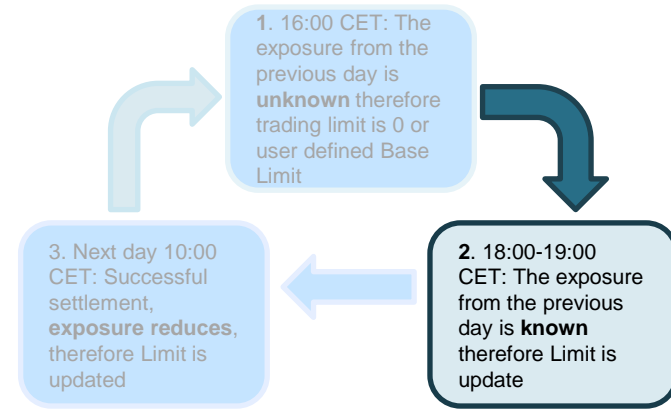 1. 16:00 CET: The
exposure from the
previous day is
unknown therefore
trading limit is 0 or
user defined Base
Limit
2. 18:00-19:00
CET: The exposure
from the previous
day is known
therefore Limit is
update
3. Next day 10:00
CET: Successful
settlement,
exposure reduces,
therefore Limit is
updated